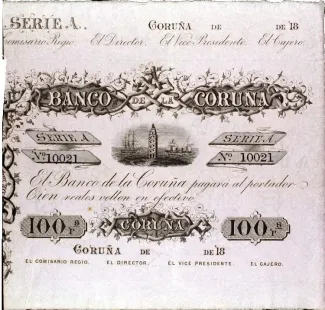 SERIE A. CORUÑA DE DE 18
Comisario Regio. El Director. El Vice-Presidente. El Cajero.
BANCO DE LA CORUÑA
SERIE A SERIE A
Nº 10021 Nº 10021
El Banco de la Coruña pagará al portador
Cien reales vellon en efectivo
100 CORUÑA 100
CORUÑA DE DE 18
EL COMISARIO REGIO. EL DIRECTOR. EL VICE PRESIDENTE. EL CAJERO.